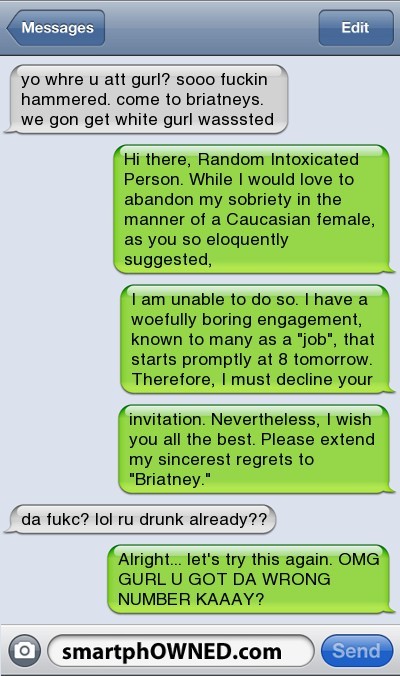 Messages
Edit
yo whre u att gurl? sooo fuckin
hammered. come to briatneys.
we gon get white gurl wasssted
Hi there, Random Intoxicated
Person. While I would love to
abandon my sobriety in the
manner of a Caucasian female,
as you so eloquently
suggested,
I am unable to do so. I have a
woefully boring engagement,
known to many as a "job", that
starts promptly at 8 tomorrow.
Therefore, I must decline your
invitation. Nevertheless, I wish
you all the best. Please extend
my sincerest regrets to
"Briatney."
da fukc? lol ru drunk already??
Alright... let's try this again. OMG
GURL U GOT DA WRONG
NUMBER KAAAY?
smartphOWNED.com
Send